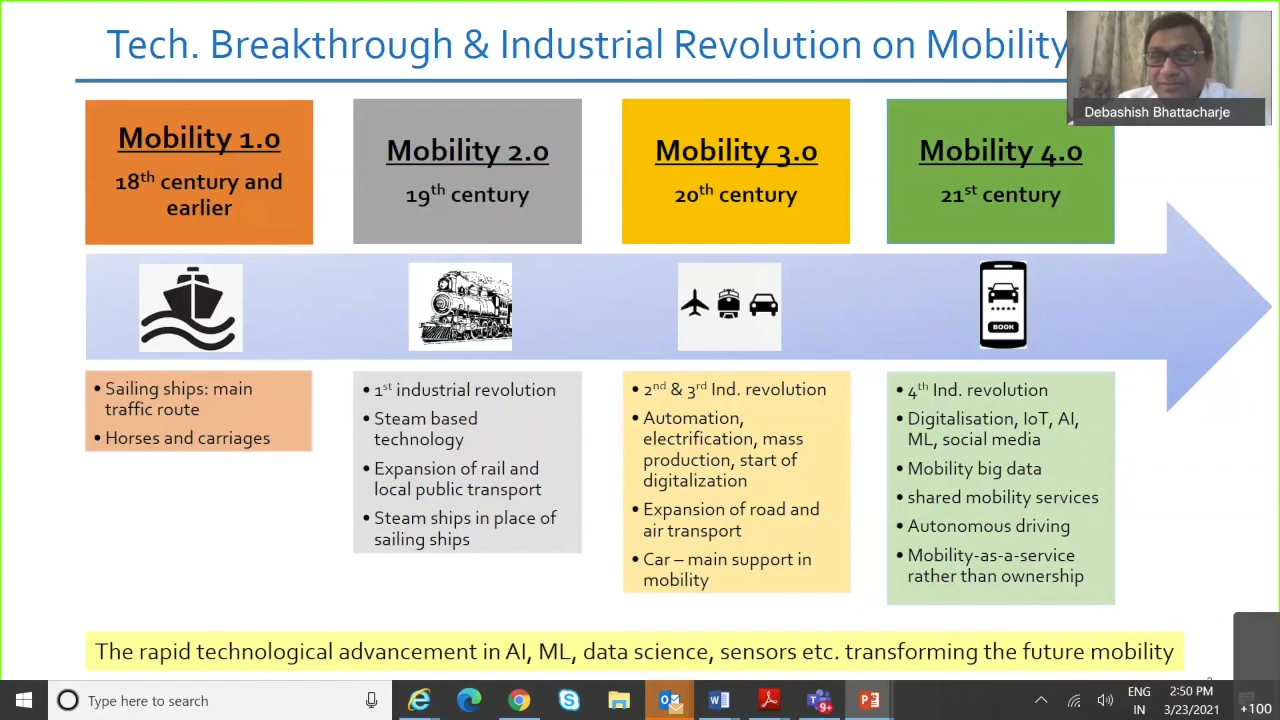 Tech. Breakthrough & Industrial Revolution on Mobility
Debashish Bhattacharje
Mobility 1.0
18th century and
earlier
Mobility 2.0
19th century
Mobility 3.0
20th century
Mobility 4.0
21st century
BOOK
• Sailing ships: main
traffic route
• Horses and carriages
• 1st industrial revolution
• Steam based
technology
• Expansion of rail and
local public transport
• Steam ships in place of
sailing ships
• 2nd & 3rd Ind. revolution
• Automation,
electrification, mass
production, start of
digitalization
• Expansion of road and
air transport
• Car – main support in
mobility
• 4th Ind. revolution
• Digitalisation, IoT, AI,
ML, social media
• Mobility big data
• shared mobility services
• Autonomous driving
• Mobility-as-a-service
rather than ownership
The rapid technological advancement in AI, ML, data science, sensors etc. transforming the future mobility
Type here to search
9+
ENG
IN
2:50 PM
3/23/2021
+100